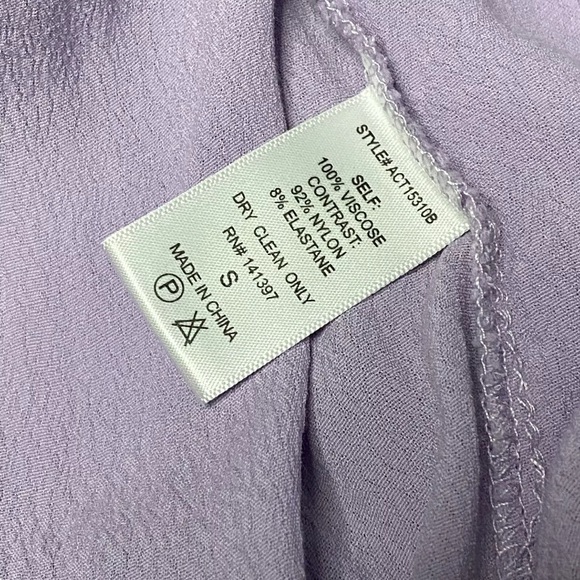 STYLE# ACT15310B
SELF:
100% VISCOSE
CONTRAST:
92% NYLON
8% ELASTANE
DRY CLEAN ONLY
RN# 141397
S
MADE IN CHINA
P